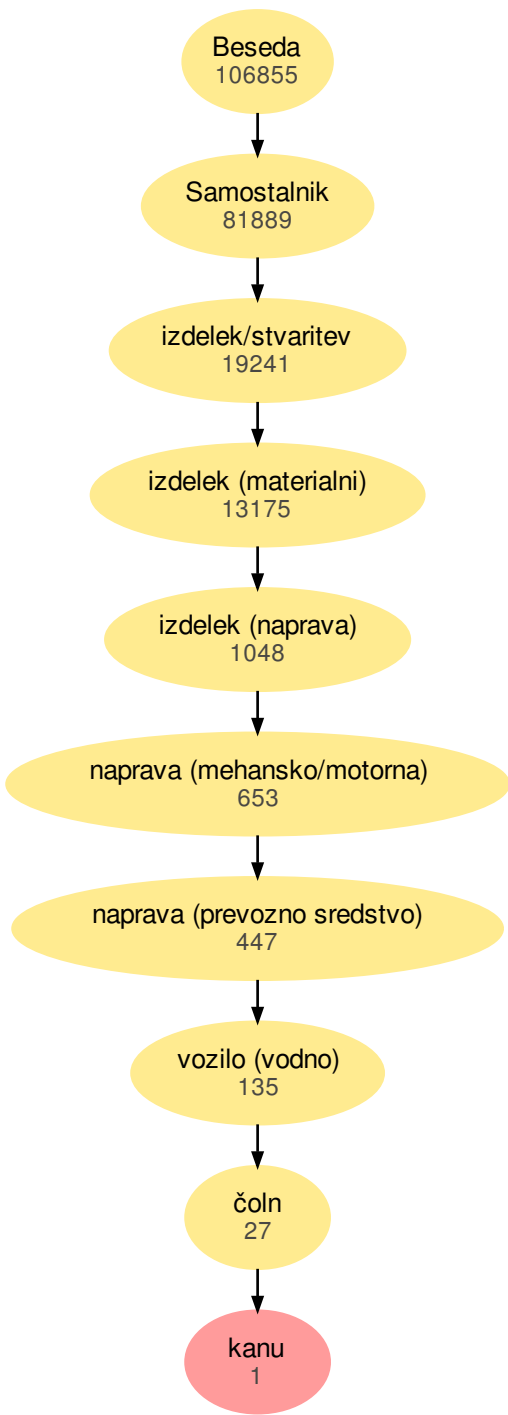 Beseda
106855
Samostalnik
81889
izdelek/stvaritev
19241
izdelek (materialni)
13175
izdelek (naprava)
1048
naprava (mehansko/motorna)
653
naprava (prevozno sredstvo)
447
vozilo (vodno)
135
čoln
27
kanu
1